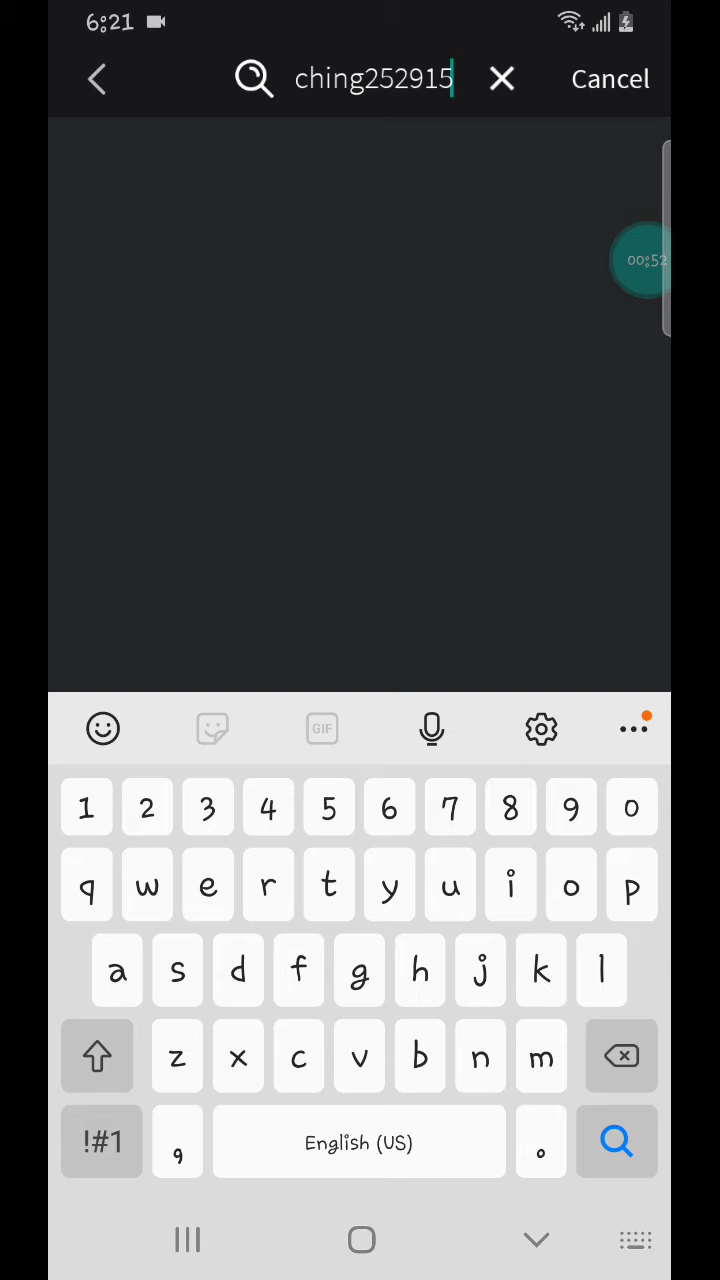 6:21
ching252915 Cancel
00:52
GIF
1 2 3 4 5 6 7 8 9 0
q w e r t y u i o p
a s d f g h j k l
z x c v b n m
!#1 , English (US) .